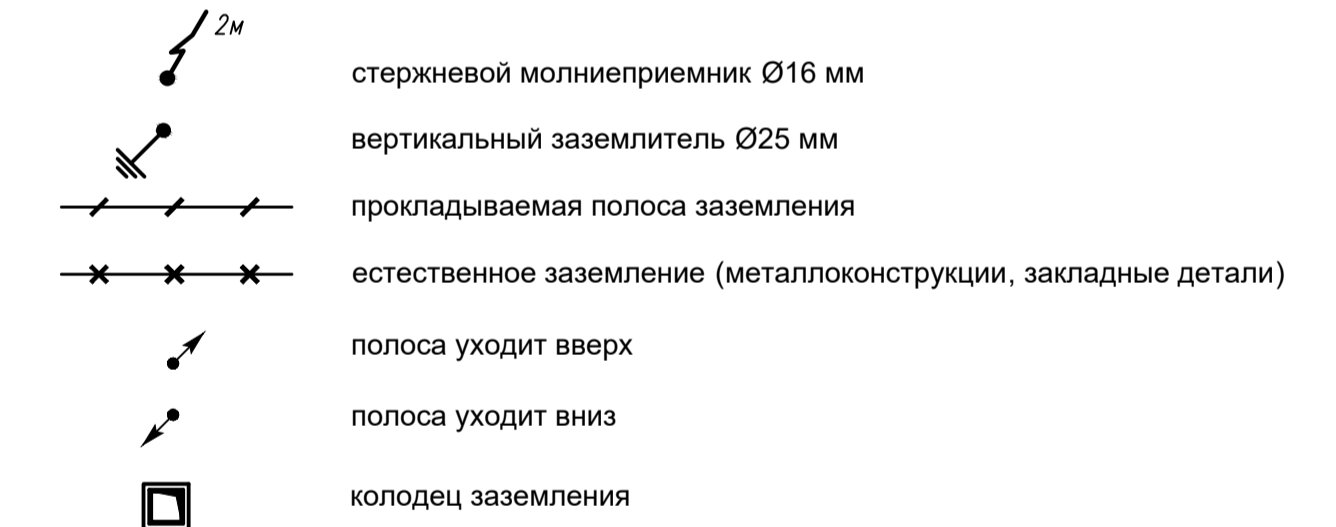 2м
стержневой молниеприемник Ø16 мм
вертикальный заземлитель Ø25 мм
прокладываемая полоса заземления
естественное заземление (металлоконструкции, закладные детали)
полоса уходит вверх
полоса уходит вниз
колодец заземления